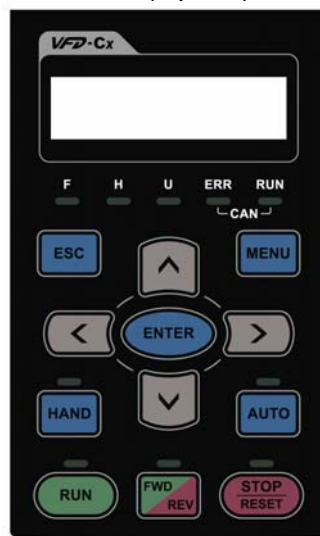 VFD-Cx
F H U ERR RUN
CAN
ESC MENU
ENTER
HAND AUTO
RUN FWD REV STOP RESET